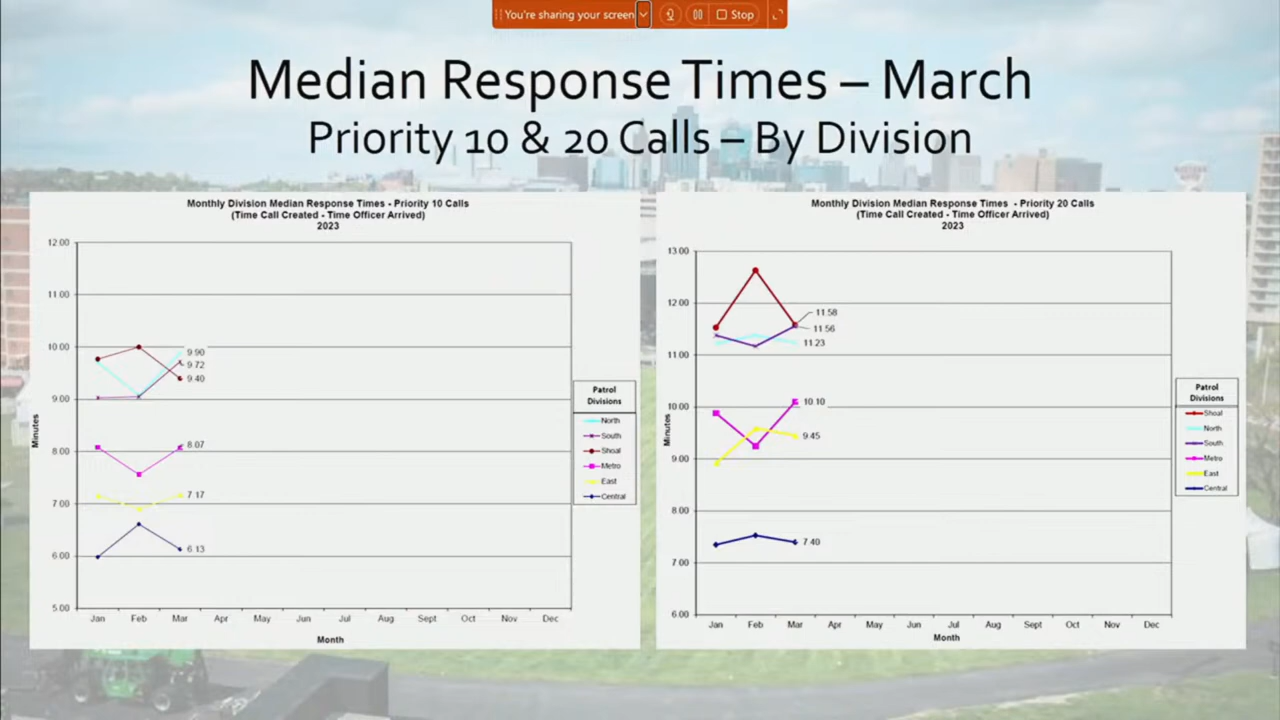 You're sharing your screen
Stop
Median Response Times – March
Priority 10 & 20 Calls – By Division
Monthly Division Median Response Times - Priority 10 Calls
(Time Call Created - Time Officer Arrived)
2023
12.00
11.00
10.00
9.00
8.00
7.00
6.00
5.00
Minutes
9.90
9.72
9.40
8.07
7.17
6.13
Jan Feb Mar Apr May Jun Jul Aug Sept Oct Nov Dec
Month
Patrol
Divisions
North
South
Shoal
Metro
East
Central
Monthly Division Median Response Times - Priority 20 Calls
(Time Call Created - Time Officer Arrived)
2023
13.00
12.00
11.00
10.00
9.00
8.00
7.00
6.00
Minutes
11.58
11.56
11.23
10.10
9.45
7.40
Jan Feb Mar Apr May Jun Jul Aug Sept Oct Nov Dec
Month
Patrol
Divisions
Shoal
North
South
Metro
East
Central